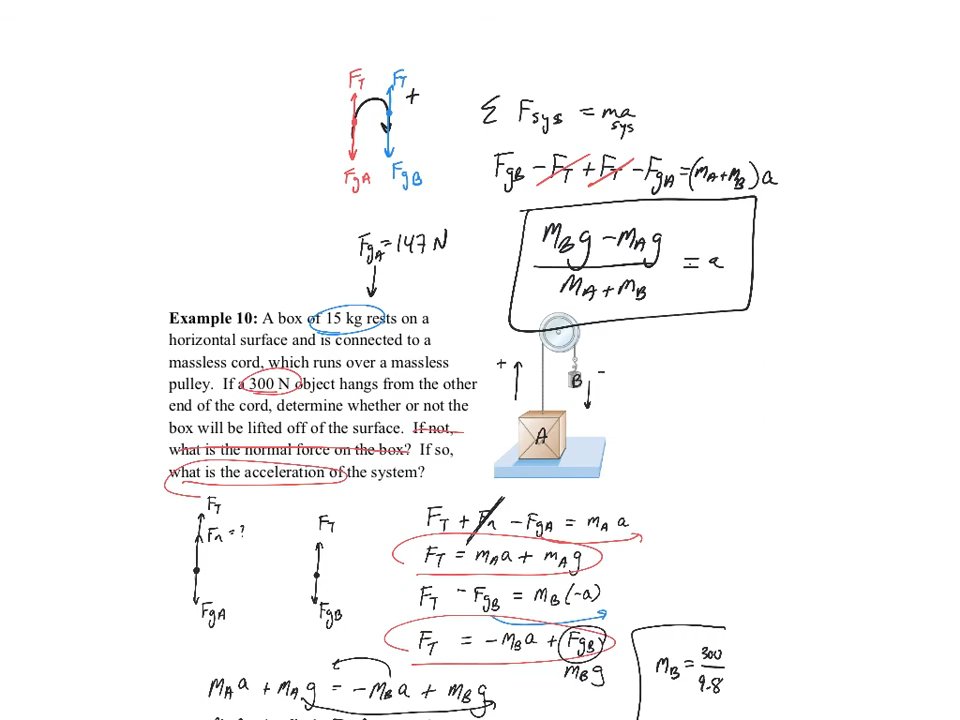 F_T F_T +
F_gA F_gB
Σ F_sys = ma_sys
F_gB - F_T + F_T - F_gA = (m_A + m_B) a
(m_B g - m_A g) / (m_A + m_B) = a
F_gA = 147 N
Example 10: A box of 15 kg rests on a
horizontal surface and is connected to a
massless cord, which runs over a massless
pulley. If a 300 N object hangs from the other
end of the cord, determine whether or not the
box will be lifted off of the surface. If not,
what is the normal force on the box? If so,
what is the acceleration of the system?
+ B -
A
F_T
F_n = ?
F_gA
F_T
F_gB
F_T + F_n - F_gA = m_A a
F_T = m_A a + m_A g
F_T - F_gB = m_B (-a)
F_T = -m_B a + F_gB
m_B g
m_A a + m_A g = -m_B a + m_B g
m_B = 300 / 9.8